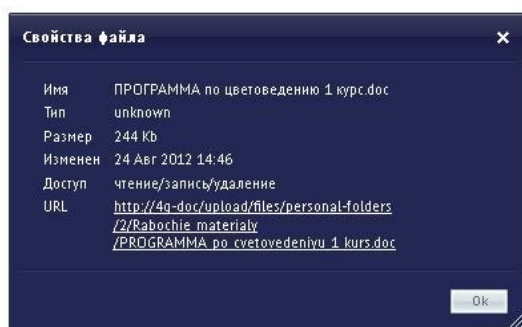 Свойства файла
Имя ПРОГРАММА по цветоведению 1 курс.doc
Тип unknown
Размер 244 Kb
Изменен 24 Авг 2012 14:46
Доступ чтение/запись/удаление
URL http://4q-doc/upload/files/personal-folders
/2/Rabochie materialy
/PROGRAMMA po cvetovedeniyu 1 kurs.doc
Ok